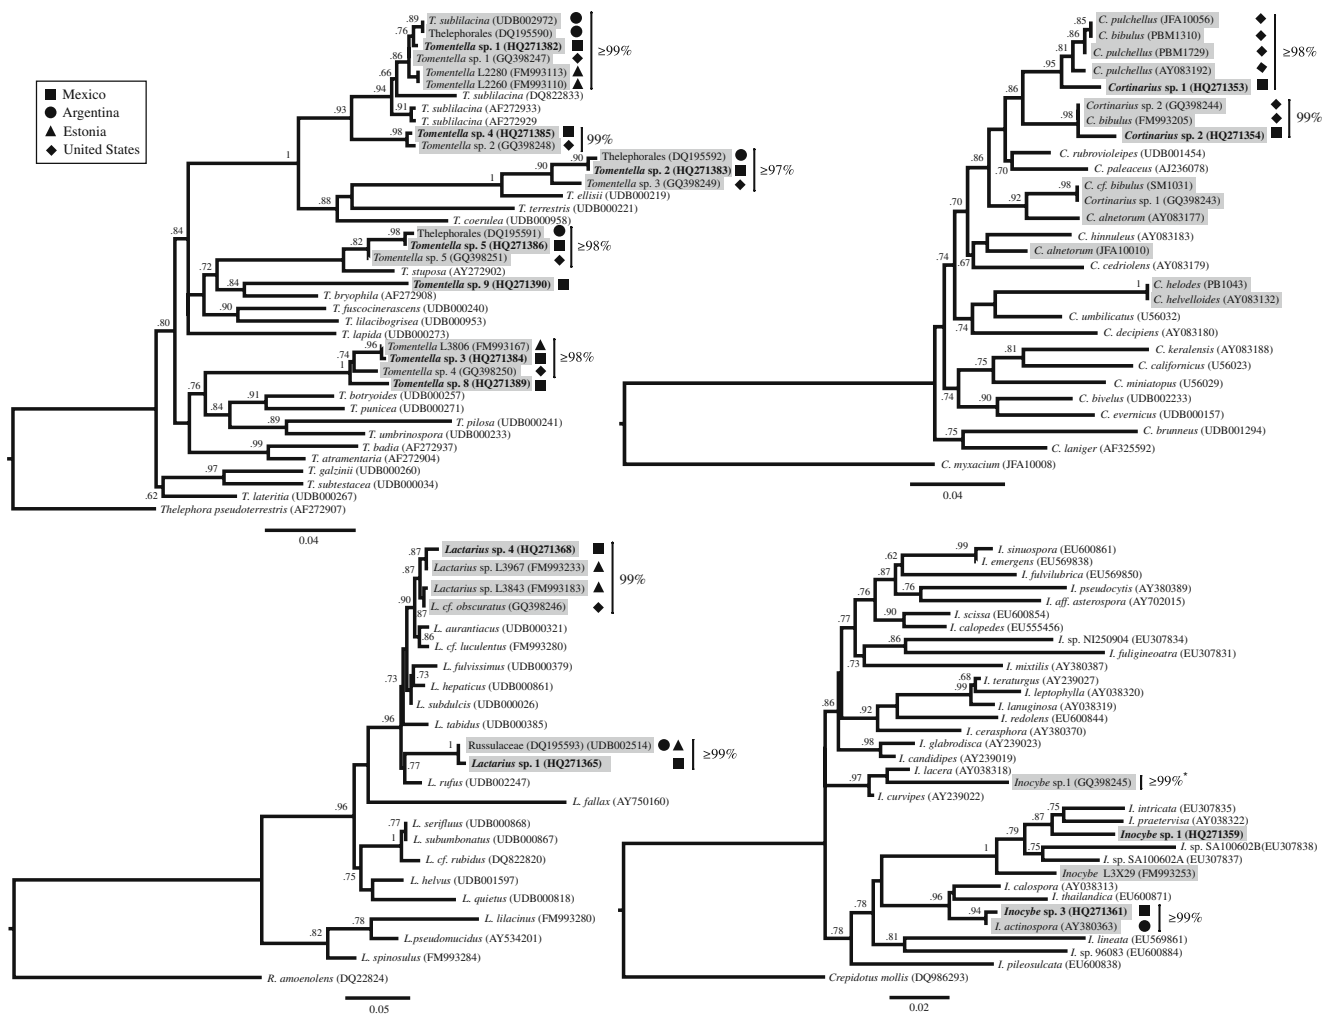 Mexico
Argentina
Estonia
United States
.89
T. sublilacina (UDB002972)
.76
Thelephorales (DQ195590)
Tomentella sp. 1 (HQ271382)
≥99%
.86
Tomentella sp. 1 (GQ398247)
Tomentella L2280 (FM993113)
.66
Tomentella L2260 (FM993110)
.94
T. sublilacina (DQ822833)
.91
T. sublilacina (AF272933)
.93
T. sublilacina (AF272929
.98
Tomentella sp. 4 (HQ271385)
99%
Tomentella sp. 2 (GQ398248)
1
.90
Thelephorales (DQ195592)
.90
Tomentella sp. 2 (HQ271383)
≥97%
1
Tomentella sp. 3 (GQ398249)
T. ellisii (UDB000219)
.88
T. terrestris (UDB000221)
T. coerulea (UDB000958)
.84
.98
Thelephorales (DQ195591)
.82
Tomentella sp. 5 (HQ271386)
≥98%
Tomentella sp. 5 (GQ398251)
.72
T. stuposa (AY272902)
.84
Tomentella sp. 9 (HQ271390)
T. bryophila (AF272908)
.90
T. fuscocinerascens (UDB000240)
T. lilacibogrisea (UDB000953)
.80
T. lapida (UDB000273)
.96
Tomentella L3806 (FM993167)
.74
Tomentella sp. 3 (HQ271384)
≥98%
1
Tomentella sp. 4 (GQ398250)
.76
Tomentella sp. 8 (HQ271389)
.91
T. botryoides (UDB000257)
.84
T. punicea (UDB000271)
.89
T. pilosa (UDB000241)
T. umbrinospora (UDB000233)
.99
T. badia (AF272937)
T. atramentaria (AF272904)
.97
T. galzinii (UDB000260)
T. subtestacea (UDB000034)
.62
T. lateritia (UDB000267)
Thelephora pseudoterrestris (AF272907)
0.04
.85
C. pulchellus (JFA10056)
.86
C. bibulus (PBM1310)
.81
C. pulchellus (PBM1729)
≥98%
.95
C. pulchellus (AY083192)
.86
Cortinarius sp. 1 (HQ271353)
Cortinarius sp. 2 (GQ398244)
.98
C. bibulus (FM993205)
99%
Cortinarius sp. 2 (HQ271354)
.86
C. rubrovioleipes (UDB001454)
.70
C. paleaceus (AJ236078)
.98
C. cf. bibulus (SM1031)
.92
Cortinarius sp. 1 (GQ398243)
.70
C. alnetorum (AY083177)
C. hinnuleus (AY083183)
C. alnetorum (JFA10010)
.74
.67
C. cedriolens (AY083179)
1
C. helodes (PB1043)
C. helvelloides (AY083132)
C. umbilicatus (U56032)
.74
C. decipiens (AY083180)
.81
C. keralensis (AY083188)
.75
C. californicus (U56023)
C. miniatopus (U56029)
.74
.90
C. bivelus (UDB002233)
C. evernicus (UDB000157)
.75
C. brunneus (UDB001294)
C. laniger (AF325592)
C. myxacium (JFA10008)
0.04
.87
Lactarius sp. 4 (HQ271368)
.87
Lactarius sp. L3967 (FM993233)
99%
Lactarius sp. L3843 (FM993183)
.90
L. cf. obscuratus (GQ398246)
.87
L. aurantiacus (UDB000321)
.86
L. cf. luculentus (FM993280)
L. fulvissimus (UDB000379)
.73
.73
L. hepaticus (UDB000861)
L. subdulcis (UDB000026)
.96
L. tabidus (UDB000385)
1
Russulaceae (DQ195593) (UDB002514)
≥99%
.77
Lactarius sp. 1 (HQ271365)
L. rufus (UDB002247)
.96
L. fallax (AY750160)
.77
L. serifluus (UDB000868)
1
L. subumbonatus (UDB000867)
L. cf. rubidus (DQ822820)
.75
L. helvus (UDB001597)
L. quietus (UDB000818)
.78
L. lilacinus (FM993280)
.82
L.pseudomucidus (AY534201)
L. spinosulus (FM993284)
R. amoenolens (DQ22824)
0.05
.99
I. sinuospora (EU600861)
.62
I. emergens (EU569838)
.87
I. fulvilubrica (EU569850)
.76
.76
I. pseudocytis (AY380389)
I. aff. asterospora (AY702015)
.90
I. scissa (EU600854)
.77
I. calopedes (EU555456)
.86
I. sp. NI250904 (EU307834)
I. fuligineoatra (EU307831)
.73
I. mixtilis (AY380387)
.68
I. teraturgus (AY239027)
.99
I. leptophylla (AY038320)
I. lanuginosa (AY038319)
.86
.92
I. redolens (EU600844)
I. cerasphora (AY380370)
.98
I. glabrodisca (AY239023)
I. candidipes (AY239019)
.97
I. lacera (AY038318)
Inocybe sp.1 (GQ398245)
≥99%*
I. curvipes (AY239022)
.75
I. intricata (EU307835)
.87
I. praetervisa (AY038322)
.79
Inocybe sp. 1 (HQ271359)
1
.75
I. sp. SA100602B(EU307838)
I. sp. SA100602A (EU307837)
Inocybe L3X29 (FM993253)
I. calospora (AY038313)
.96
I. thailandica (EU600871)
.78
.94
Inocybe sp. 3 (HQ271361)
≥99%
I. actinospora (AY380363)
.78
.81
I. lineata (EU569861)
I. sp. 96083 (EU600884)
I. pileosulcata (EU600838)
Crepidotus mollis (DQ986293)
0.02